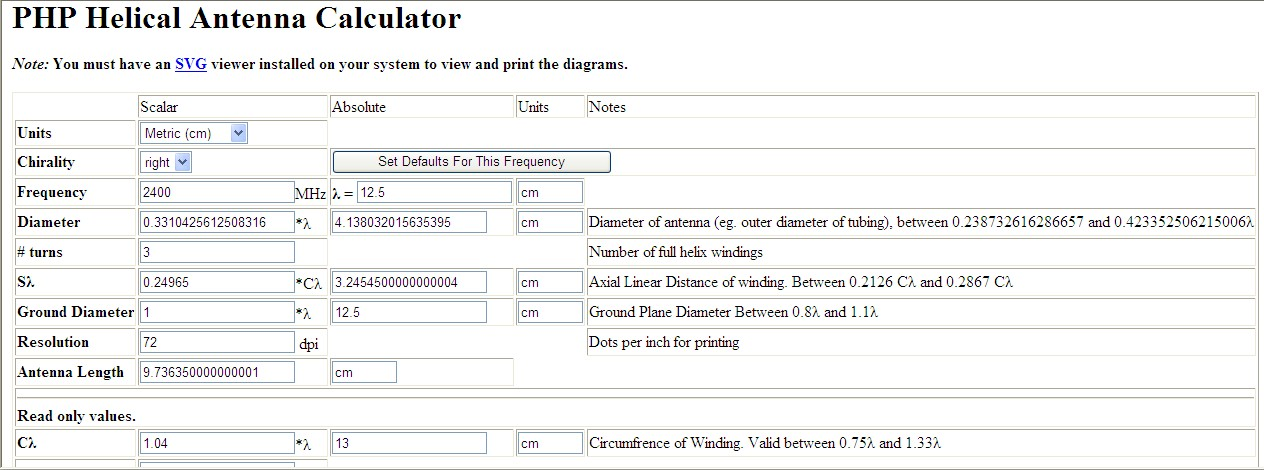 PHP Helical Antenna Calculator
Note: You must have an SVG viewer installed on your system to view and print the diagrams.
Scalar Absolute Units Notes
Units Metric (cm)
Chirality right Set Defaults For This Frequency
Frequency 2400 MHz λ = 12.5 cm
Diameter 0.3310425612508316 *λ 4.138032015635395 cm Diameter of antenna (eg. outer diameter of tubing), between 0.238732616286657 and 0.423352506215006λ
# turns 3 Number of full helix windings
Sλ 0.24965 *Cλ 3.2454500000000004 cm Axial Linear Distance of winding. Between 0.2126 Cλ and 0.2867 Cλ
Ground Diameter 1 *λ 12.5 cm Ground Plane Diameter Between 0.8λ and 1.1λ
Resolution 72 dpi Dots per inch for printing
Antenna Length 9.736350000000001 cm
Read only values.
Cλ 1.04 *λ 13 cm Circumfrence of Winding. Valid between 0.75λ and 1.33λ